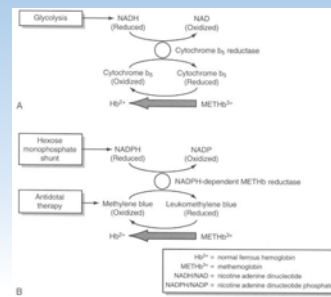 Glycolysis
NADH NAD
(Reduced) (Oxidized)
Cytochrome b5 reductase
Cytochrome b5 Cytochrome b5
(Oxidized) (Reduced)
A
Hb2+ METHb3+
Hexose
monophosphate
shunt
NADPH NADP
(Reduced) (Oxidized)
NADPH-dependent METHb reductase
Antidotal
therapy
Methylene blue Leukomethylene blue
(Oxidized) (Reduced)
Hb2+ METHb3+
B
Hb2+ = normal ferrous hemoglobin
METHb3+ = methemoglobin
NADH/NAD = nicotine adenine dinucleotide
NADPH/NADP = nicotine adenine dinucleotide phosphate